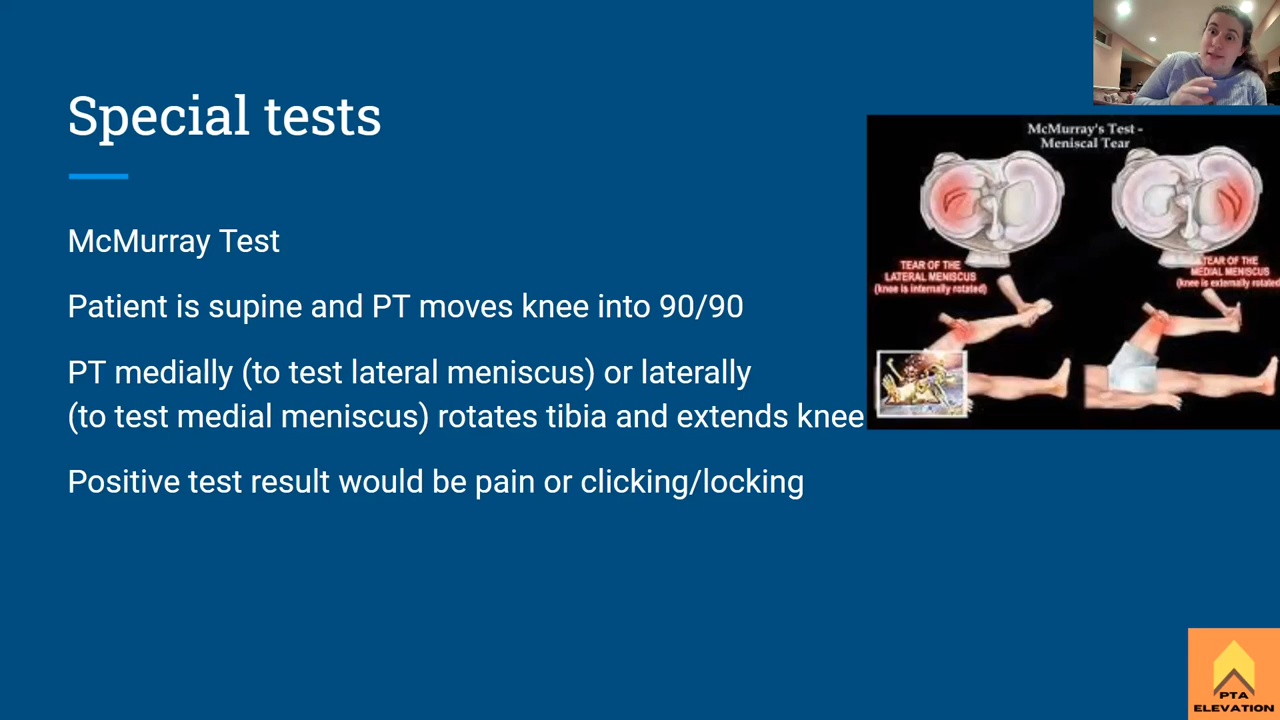 Special tests
McMurray Test
Patient is supine and PT moves knee into 90/90
PT medially (to test lateral meniscus) or laterally
(to test medial meniscus) rotates tibia and extends knee
Positive test result would be pain or clicking/locking
McMurray's Test -
Meniscal Tear
TEAR OF THE
LATERAL MENISCUS
(knee is internally rotated)
TEAR OF THE
MEDIAL MENISCUS
(knee is externally rotated
PTA
ELEVATION